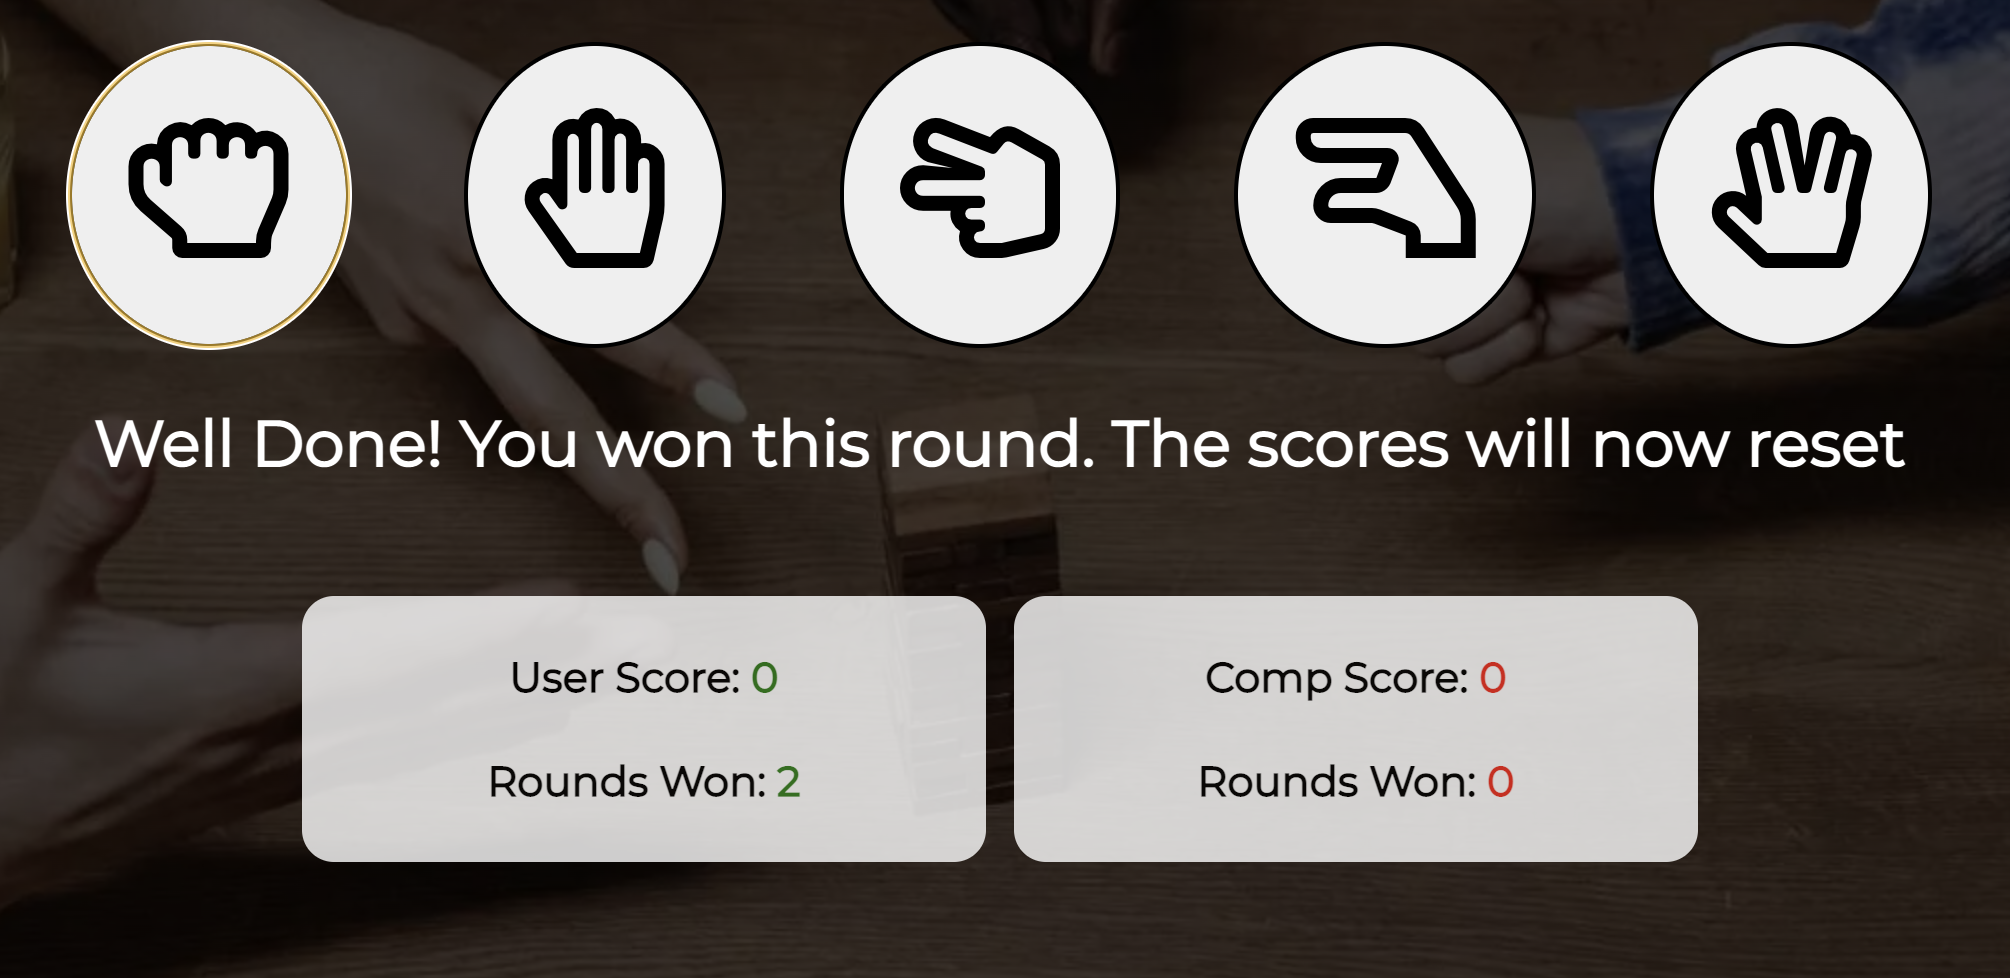 Well Done! You won this round. The scores will now reset
User Score: 0
Rounds Won: 2
Comp Score: 0
Rounds Won: 0